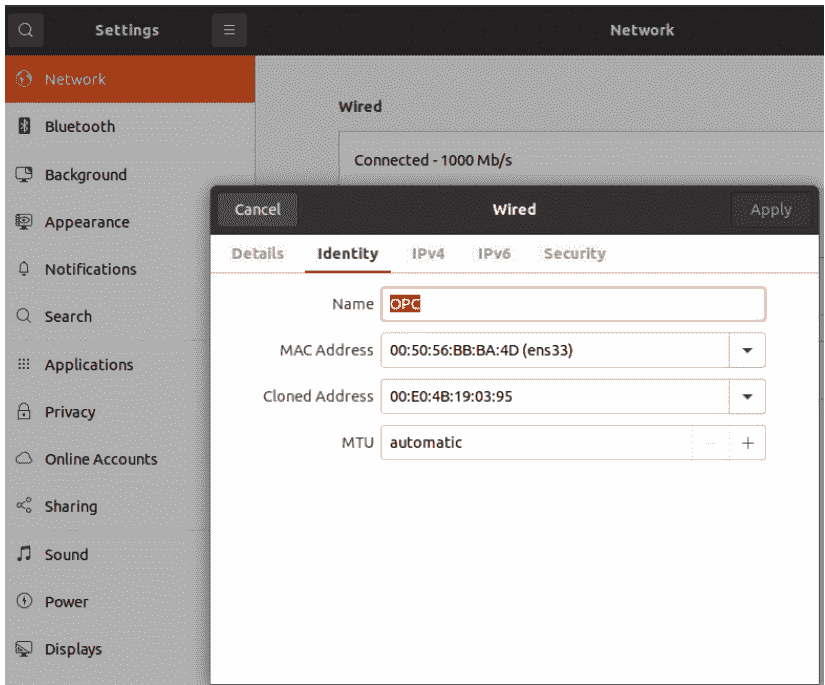 Settings
Network
Network
Bluetooth
Background
Appearance
Notifications
Search
Applications
Privacy
Online Accounts
Sharing
Sound
Power
Displays
Wired
Connected - 1000 Mb/s
Cancel
Wired
Apply
Details Identity IPv4 IPv6 Security
Name OPC
MAC Address 00:50:56:BB:BA:4D (ens33)
Cloned Address 00:E0:4B:19:03:95
MTU automatic